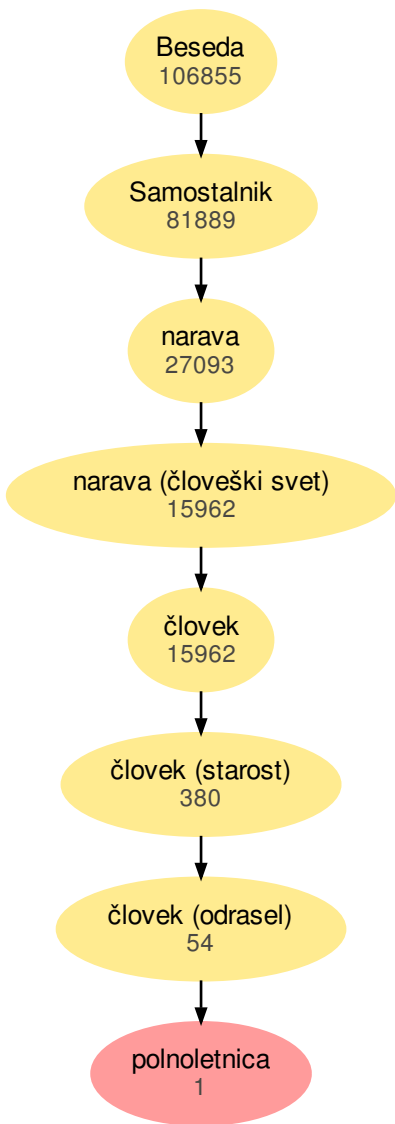 Beseda
106855
Samostalnik
81889
narava
27093
narava (človeški svet)
15962
človek
15962
človek (starost)
380
človek (odrasel)
54
polnoletnica
1